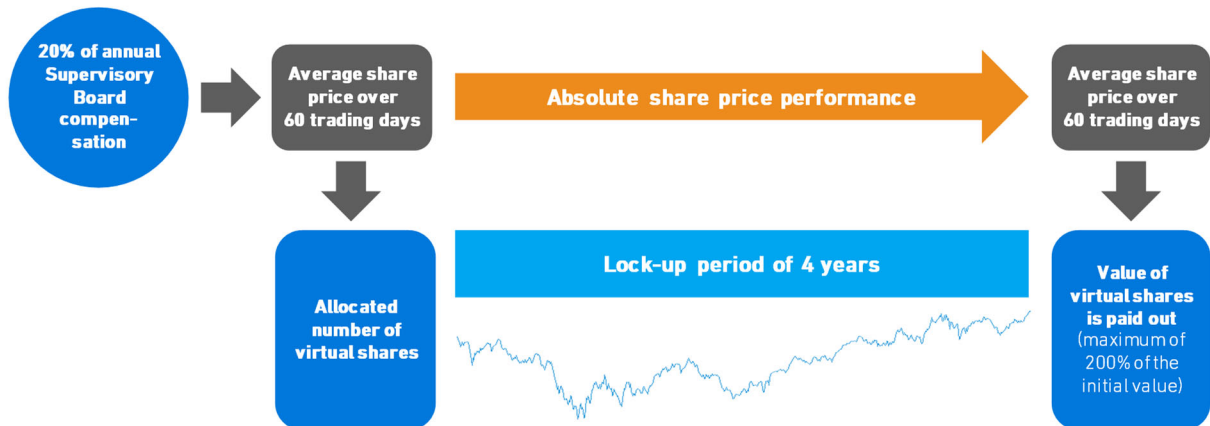 20% of annual
Supervisory
Board
compen-
sation
Average share
price over
60 trading days
Absolute share price performance
Average share
price over
60 trading days
Allocated
number of
virtual shares
Lock-up period of 4 years
Value of
virtual shares
is paid out
(maximum of
200% of the
initial value)